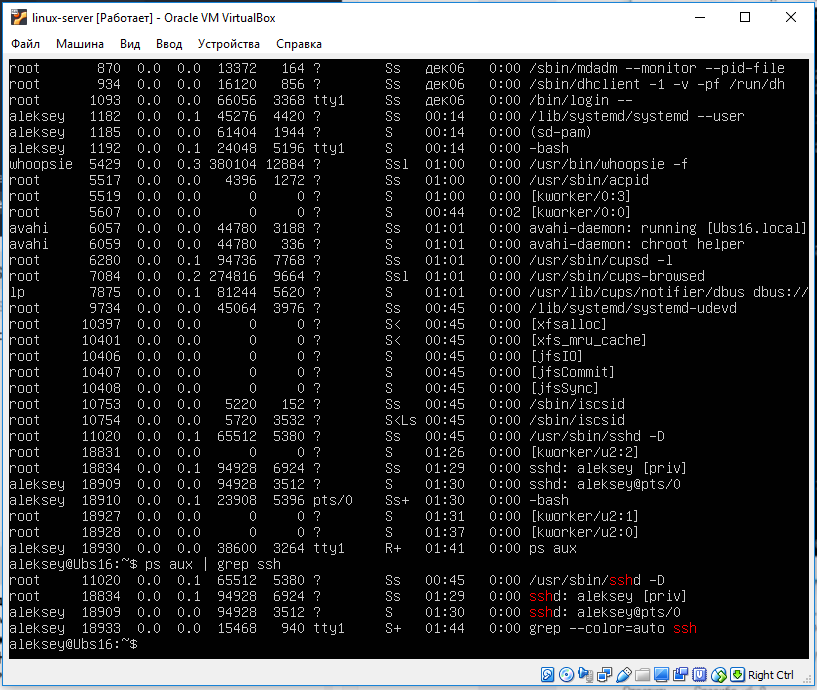 linux-server [Работает] - Oracle VM VirtualBox
Файл Машина Вид Ввод Устройства Справка
root 870 0.0 0.0 13372 164 ? Ss дек06 0:00 /sbin/mdadm --monitor --pid-file
root 934 0.0 0.0 16120 856 ? Ss дек06 0:00 /sbin/dhclient -1 -v -pf /run/dh
root 1093 0.0 0.0 66056 3368 tty1 Ss дек06 0:00 /bin/login --
aleksey 1182 0.0 0.1 45276 4420 ? Ss 00:14 0:00 /lib/systemd/systemd --user
aleksey 1185 0.0 0.0 61404 1944 ? S 00:14 0:00 (sd-pam)
aleksey 1192 0.0 0.1 24048 5196 tty1 S 00:14 0:00 -bash
whoopsie 5429 0.0 0.3 380104 12884 ? Ssl 01:00 0:00 /usr/bin/whoopsie -f
root 5517 0.0 0.0 4396 1272 ? Ss 01:00 0:00 /usr/sbin/acpid
root 5519 0.0 0.0 0 0 ? S 01:00 0:00 [kworker/0:3]
root 5607 0.0 0.0 0 0 ? S 00:44 0:02 [kworker/0:0]
avahi 6057 0.0 0.0 44780 3188 ? Ss 01:01 0:00 avahi-daemon: running [Ubs16.local]
avahi 6059 0.0 0.0 44780 336 ? S 01:01 0:00 avahi-daemon: chroot helper
root 6280 0.0 0.1 94736 7768 ? Ss 01:01 0:00 /usr/sbin/cupsd -l
root 7084 0.0 0.2 274816 9664 ? Ssl 01:01 0:00 /usr/sbin/cups-browsed
lp 7875 0.0 0.1 81244 5620 ? S 01:01 0:00 /usr/lib/cups/notifier/dbus dbus://
root 9734 0.0 0.0 45064 3976 ? Ss 00:45 0:00 /lib/systemd/systemd-udevd
root 10397 0.0 0.0 0 0 ? S< 00:45 0:00 [xfsalloc]
root 10401 0.0 0.0 0 0 ? S< 00:45 0:00 [xfs_mru_cache]
root 10406 0.0 0.0 0 0 ? S 00:45 0:00 [jfsIO]
root 10407 0.0 0.0 0 0 ? S 00:45 0:00 [jfsCommit]
root 10408 0.0 0.0 0 0 ? S 00:45 0:00 [jfsSync]
root 10753 0.0 0.0 5220 152 ? Ss 00:45 0:00 /sbin/iscsid
root 10754 0.0 0.0 5720 3532 ? S<Ls 00:45 0:00 /sbin/iscsid
root 11020 0.0 0.1 65512 5380 ? Ss 00:45 0:00 /usr/sbin/sshd -D
root 18831 0.0 0.0 0 0 ? S 01:26 0:00 [kworker/u2:2]
root 18834 0.0 0.1 94928 6924 ? Ss 01:29 0:00 sshd: aleksey [priv]
aleksey 18909 0.0 0.0 94928 3512 ? S 01:30 0:00 sshd: aleksey@pts/0
aleksey 18910 0.0 0.1 23908 5396 pts/0 Ss+ 01:30 0:00 -bash
root 18927 0.0 0.0 0 0 ? S 01:31 0:00 [kworker/u2:1]
root 18928 0.0 0.0 0 0 ? S 01:37 0:00 [kworker/u2:0]
aleksey 18930 0.0 0.0 38600 3264 tty1 R+ 01:41 0:00 ps aux
aleksey@Ubs16:~$ ps aux | grep ssh
root 11020 0.0 0.1 65512 5380 ? Ss 00:45 0:00 /usr/sbin/sshd -D
root 18834 0.0 0.1 94928 6924 ? Ss 01:29 0:00 sshd: aleksey [priv]
aleksey 18909 0.0 0.0 94928 3512 ? S 01:30 0:00 sshd: aleksey@pts/0
aleksey 18933 0.0 0.0 15468 940 tty1 S+ 01:44 0:00 grep --color=auto ssh
aleksey@Ubs16:~$
Right Ctrl